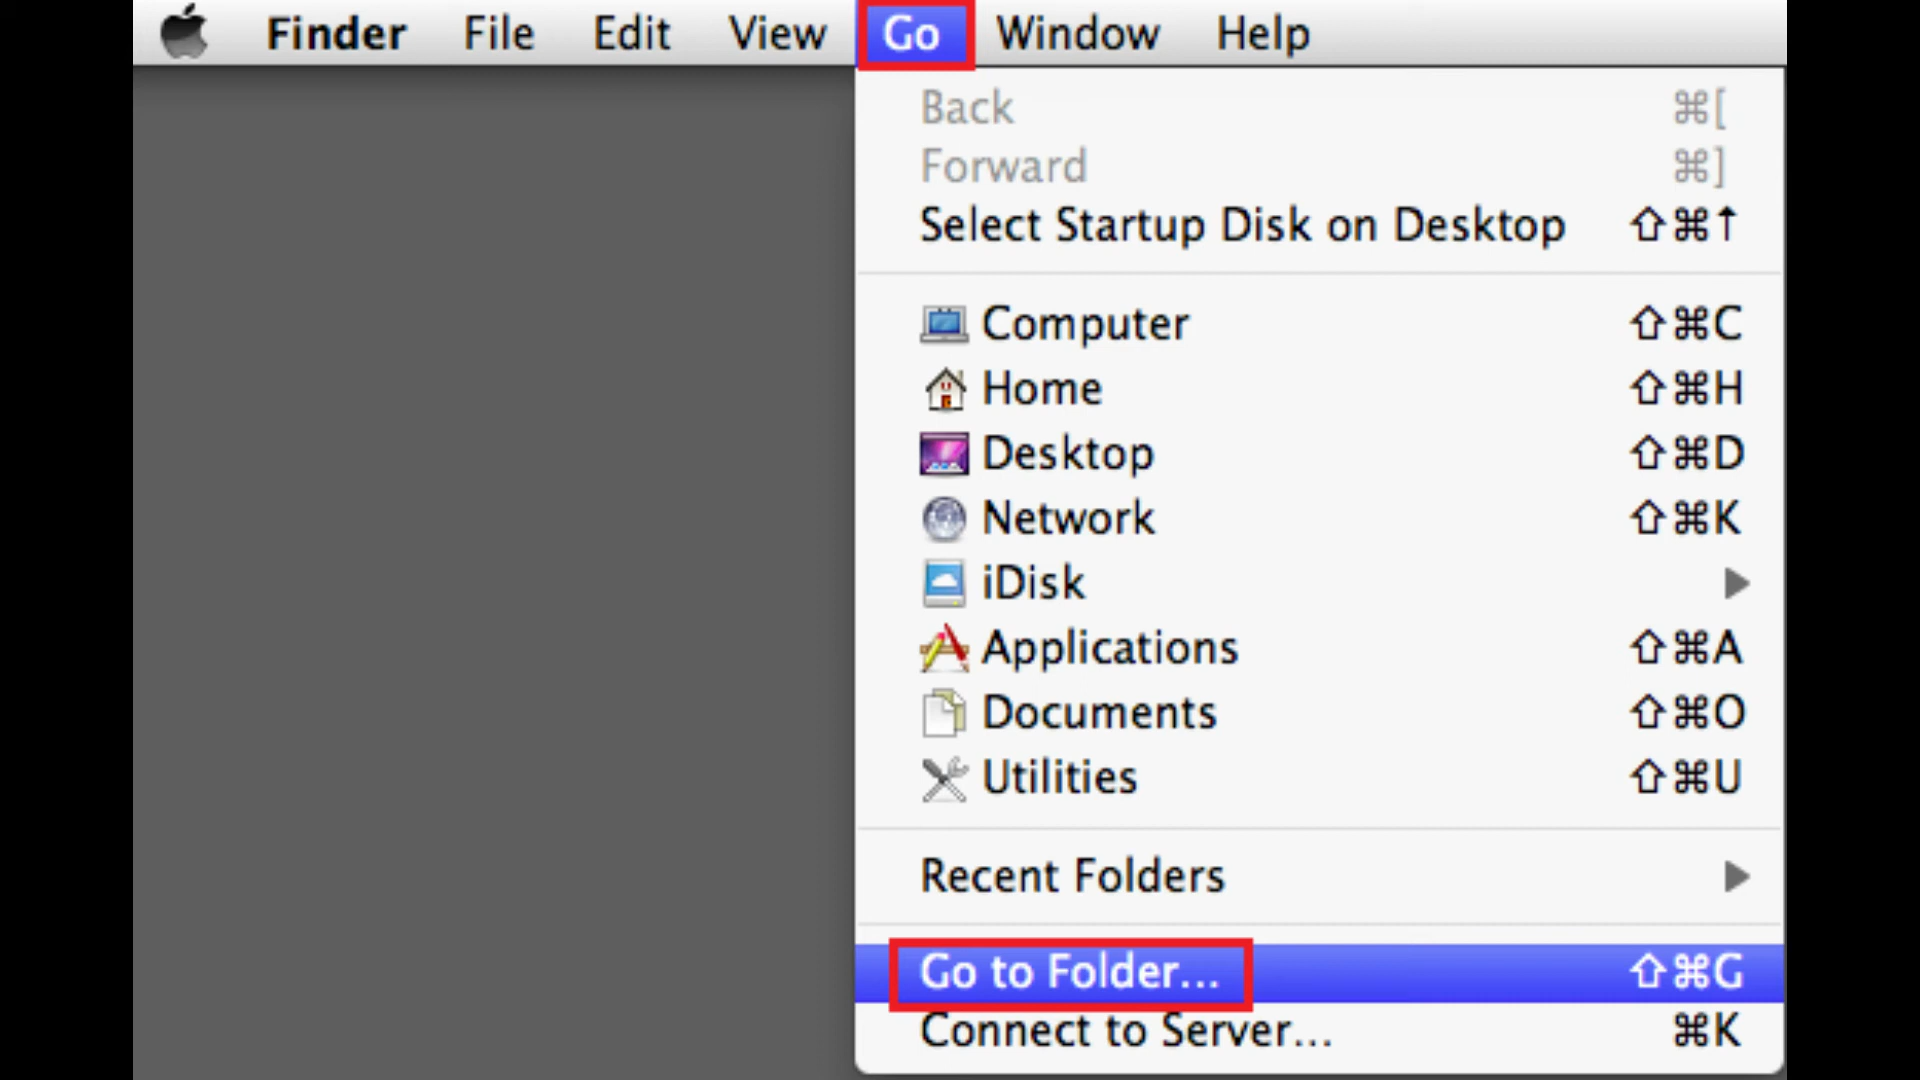 Finder File Edit View Go Window Help
Back ⌘[
Forward ⌘]
Select Startup Disk on Desktop ⇧⌘↑
Computer ⇧⌘C
Home ⇧⌘H
Desktop ⇧⌘D
Network ⇧⌘K
iDisk
Applications ⇧⌘A
Documents ⇧⌘O
Utilities ⇧⌘U
Recent Folders
Go to Folder... ⇧⌘G
Connect to Server... ⌘K